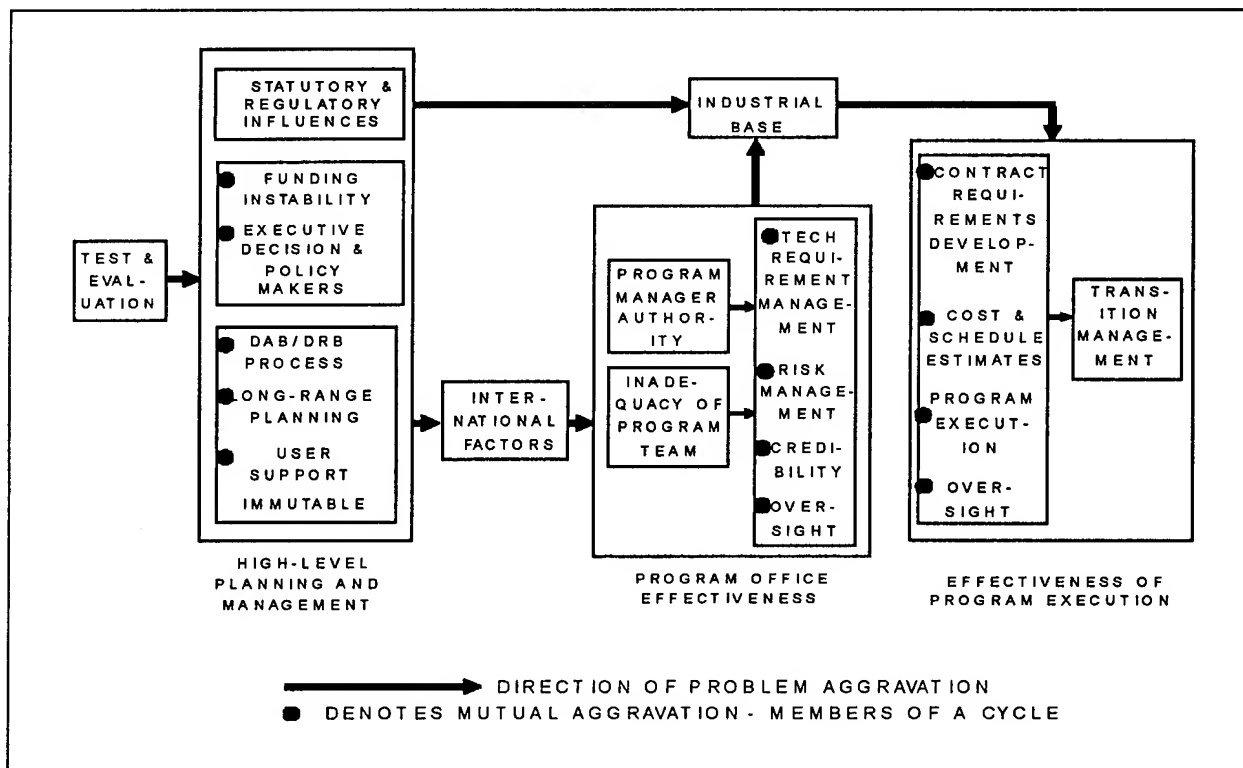 TEST &
EVAL-
UATION
STATUTORY &
REGULATORY
INFLUENCES
FUNDING
INSTABILITY
EXECUTIVE
DECISION &
POLICY
MAKERS
DAB/DRB
PROCESS
LONG-RANGE
PLANNING
USER
SUPPORT
IMMUTABLE
HIGH-LEVEL
PLANNING AND
MANAGEMENT
INTER-
NATIONAL
FACTORS
INDUSTRIAL
BASE
PROGRAM
MANAGER
AUTHOR-
ITY
INADE-
QUACY OF
PROGRAM
TEAM
TECH
REQUI-
REMENT
MANAGE-
MENT
RISK
MANAGE-
MENT
CREDI-
BILITY
OVER-
SIGHT
PROGRAM OFFICE
EFFECTIVENESS
CONTRACT
REQUI-
REMENTS
DEVELOP-
MENT
COST &
SCHEDULE
ESTIMATES
PROGRAM
EXECUT-
ION
OVER-
SIGHT
TRANS-
ITION
MANAGE-
MENT
EFFECTIVENESS OF
PROGRAM EXECUTION
DIRECTION OF PROBLEM AGGRAVATION
DENOTES MUTUAL AGGRAVATION - MEMBERS OF A CYCLE